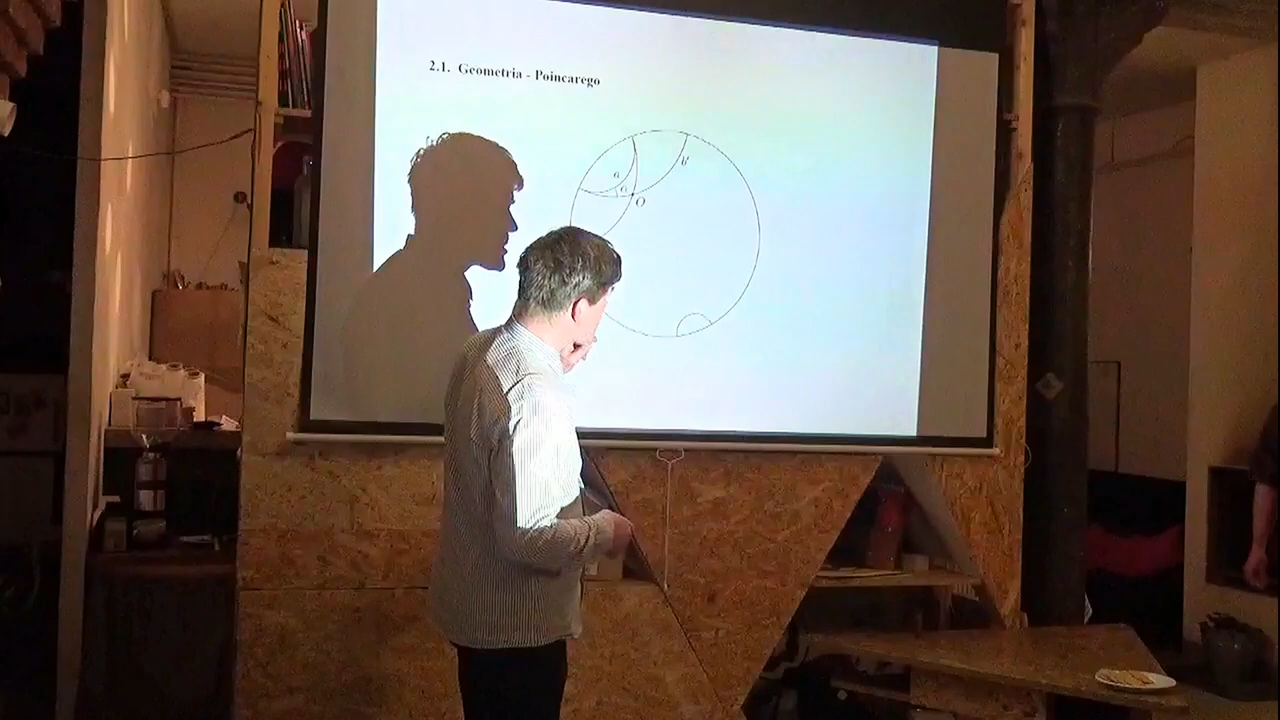 2.1. Geometria - Poincarego
a
b'
α
O